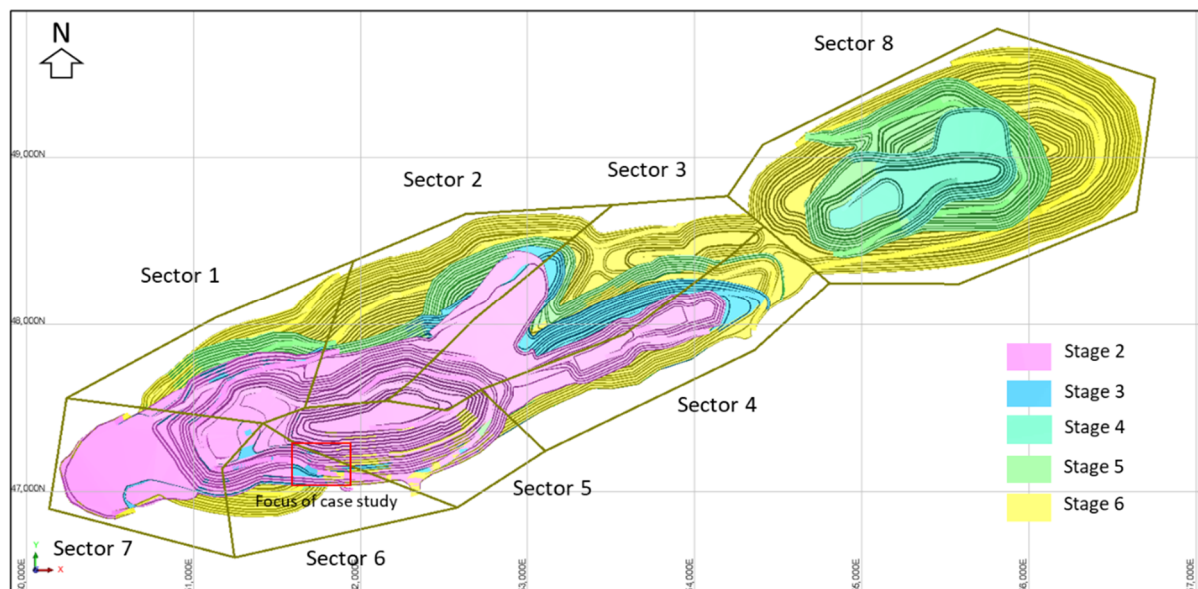 N
Sector 8
49,000N
Sector 3
Sector 2
Sector 1
48,000N
Stage 2
Stage 3
Sector 4
Stage 4
Stage 5
47,000N
Sector 5
Focus of case study
Stage 6
Sector 7
Sector 6
Y
X